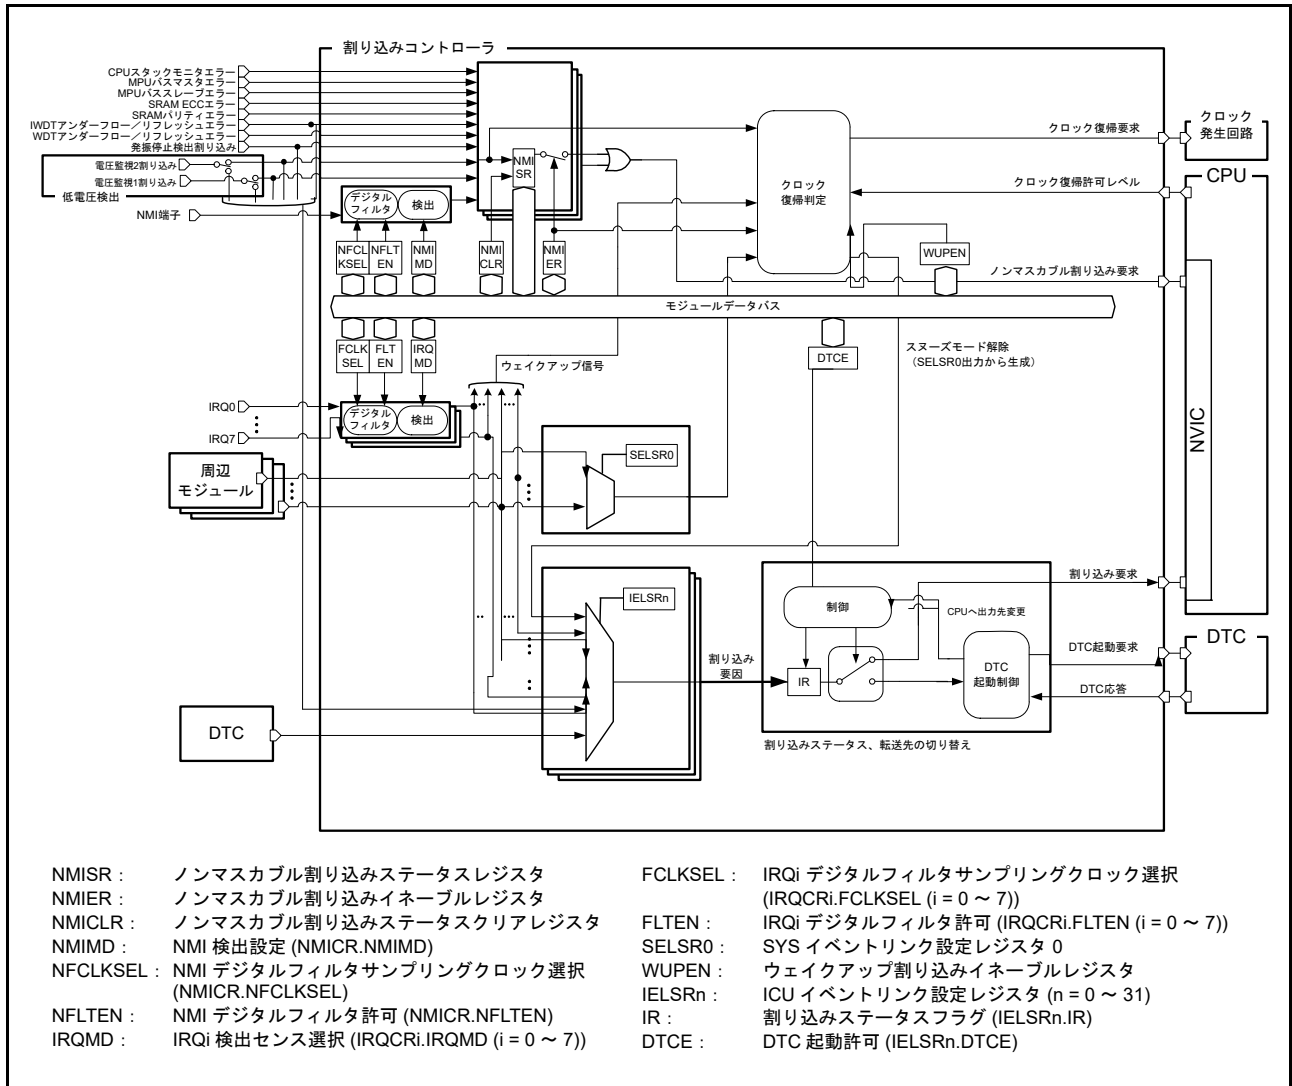 割り込みコントローラ
CPUスタックモニタエラー
MPUバスマスタエラー
MPUバススレーブエラー
SRAM ECCエラー
SRAMパリティエラー
IWDTアンダーフロー／リフレッシュエラー
WDTアンダーフロー／リフレッシュエラー
発振停止検出割り込み
電圧監視2割り込み
電圧監視1割り込み
低電圧検出
NMI端子
デジタル
フィルタ
検出
NMI
SR
クロック
復帰判定
クロック復帰要求
クロック
発生回路
クロック復帰許可レベル
CPU
NFCL
KSEL
NFLT
EN
NMI
MD
NMI
CLR
NMI
ER
WUPEN
ノンマスカブル割り込み要求
モジュールデータバス
FCLK
SEL
FLT
EN
IRQ
MD
ウェイクアップ信号
DTCE
スヌーズモード解除
（SELSR0出力から生成）
NVIC
IRQ0
IRQ7
デジタル
フィルタ
検出
周辺
モジュール
SELSR0
IELSRn
割り込み
要因
制御
CPUへ出力先変更
IR
DTC
起動制御
割り込み要求
DTC起動要求
DTC応答
DTC
DTC
割り込みステータス、転送先の切り替え
NMISR： ノンマスカブル割り込みステータスレジスタ
NMIER： ノンマスカブル割り込みイネーブルレジスタ
NMICLR： ノンマスカブル割り込みステータスクリアレジスタ
NMIMD： NMI 検出設定 (NMICR.NMIMD)
NFCLKSEL： NMI デジタルフィルタサンプリングクロック選択
(NMICR.NFCLKSEL)
NFLTEN： NMI デジタルフィルタ許可 (NMICR.NFLTEN)
IRQMD： IRQi 検出センス選択 (IRQCRi.IRQMD (i = 0 ～ 7))
FCLKSEL： IRQi デジタルフィルタサンプリングクロック選択
(IRQCRi.FCLKSEL (i = 0 ～ 7))
FLTEN： IRQi デジタルフィルタ許可 (IRQCRi.FLTEN (i = 0 ～ 7))
SELSR0： SYS イベントリンク設定レジスタ 0
WUPEN： ウェイクアップ割り込みイネーブルレジスタ
IELSRn： ICU イベントリンク設定レジスタ (n = 0 ～ 31)
IR： 割り込みステータスフラグ (IELSRn.IR)
DTCE： DTC 起動許可 (IELSRn.DTCE)